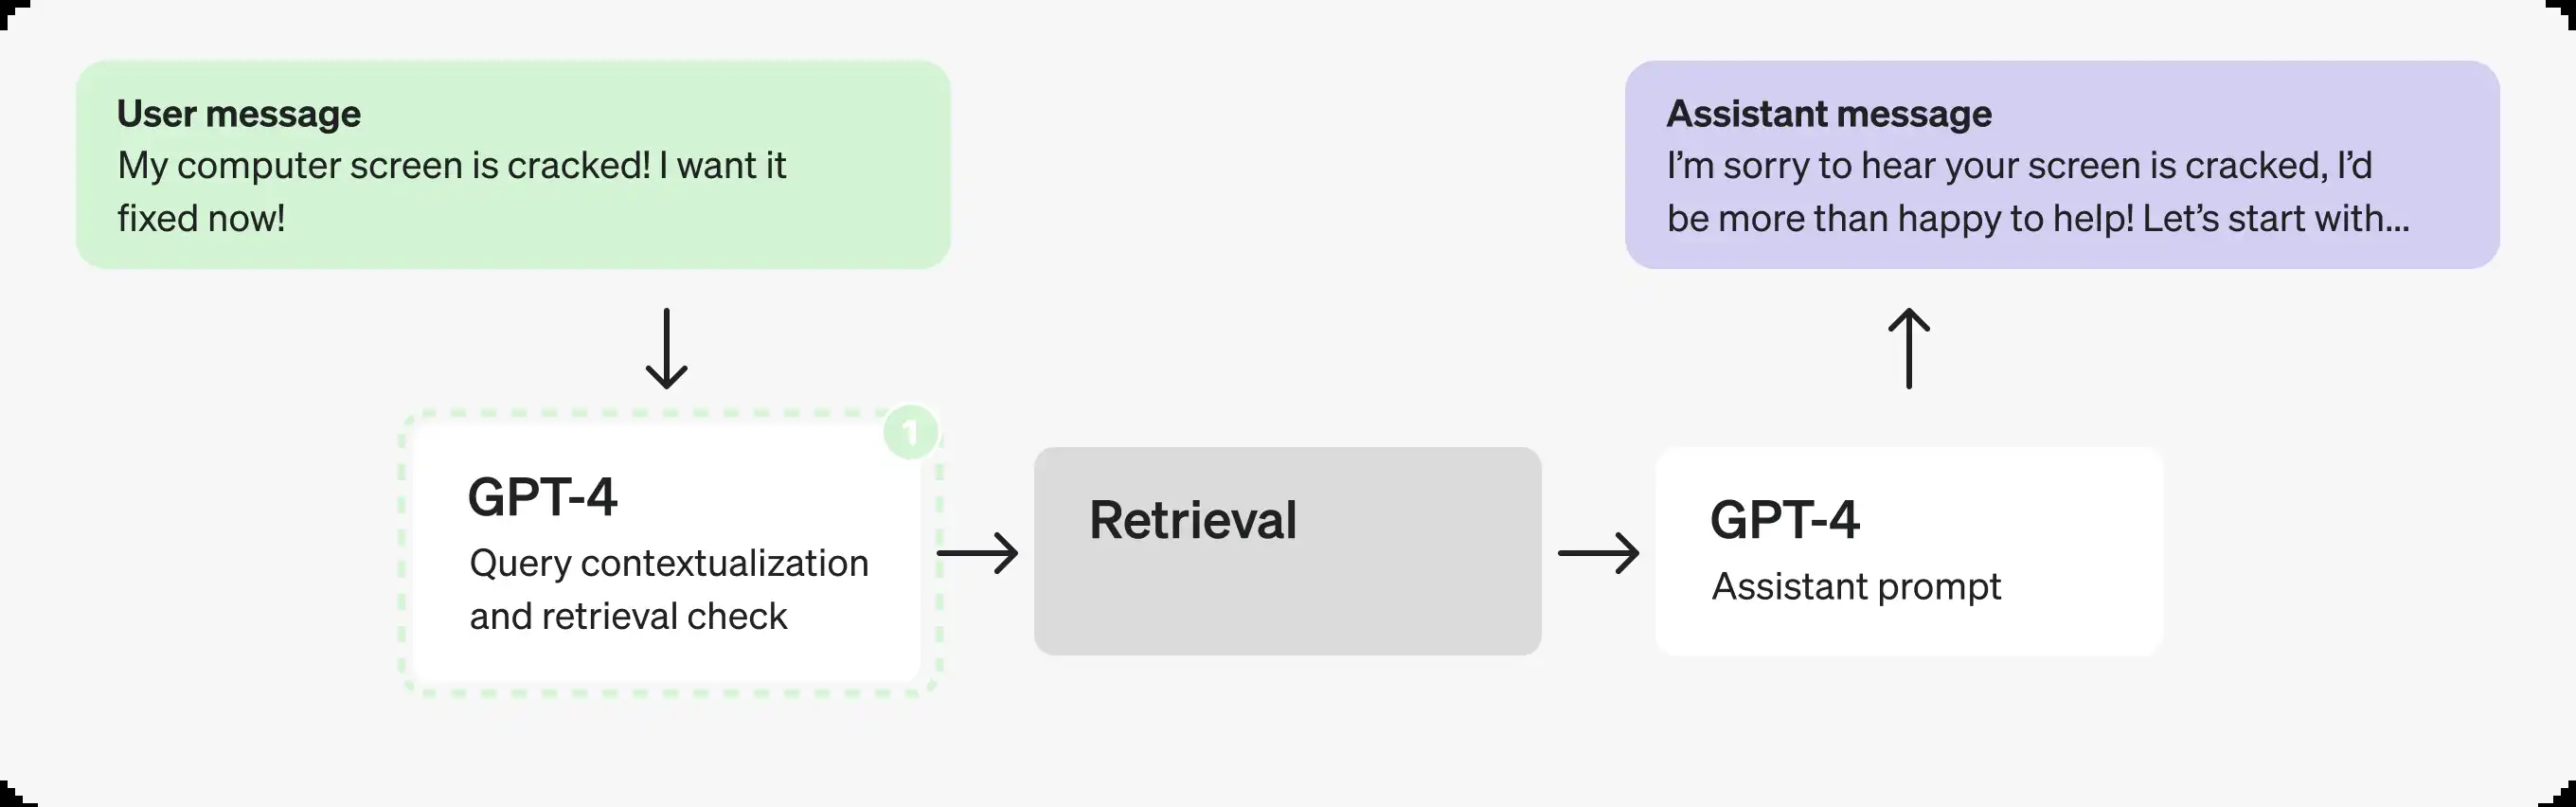 User message
My computer screen is cracked! I want it
fixed now!
Assistant message
I’m sorry to hear your screen is cracked, I’d
be more than happy to help! Let’s start with...
1
GPT-4
Query contextualization
and retrieval check
Retrieval
GPT-4
Assistant prompt